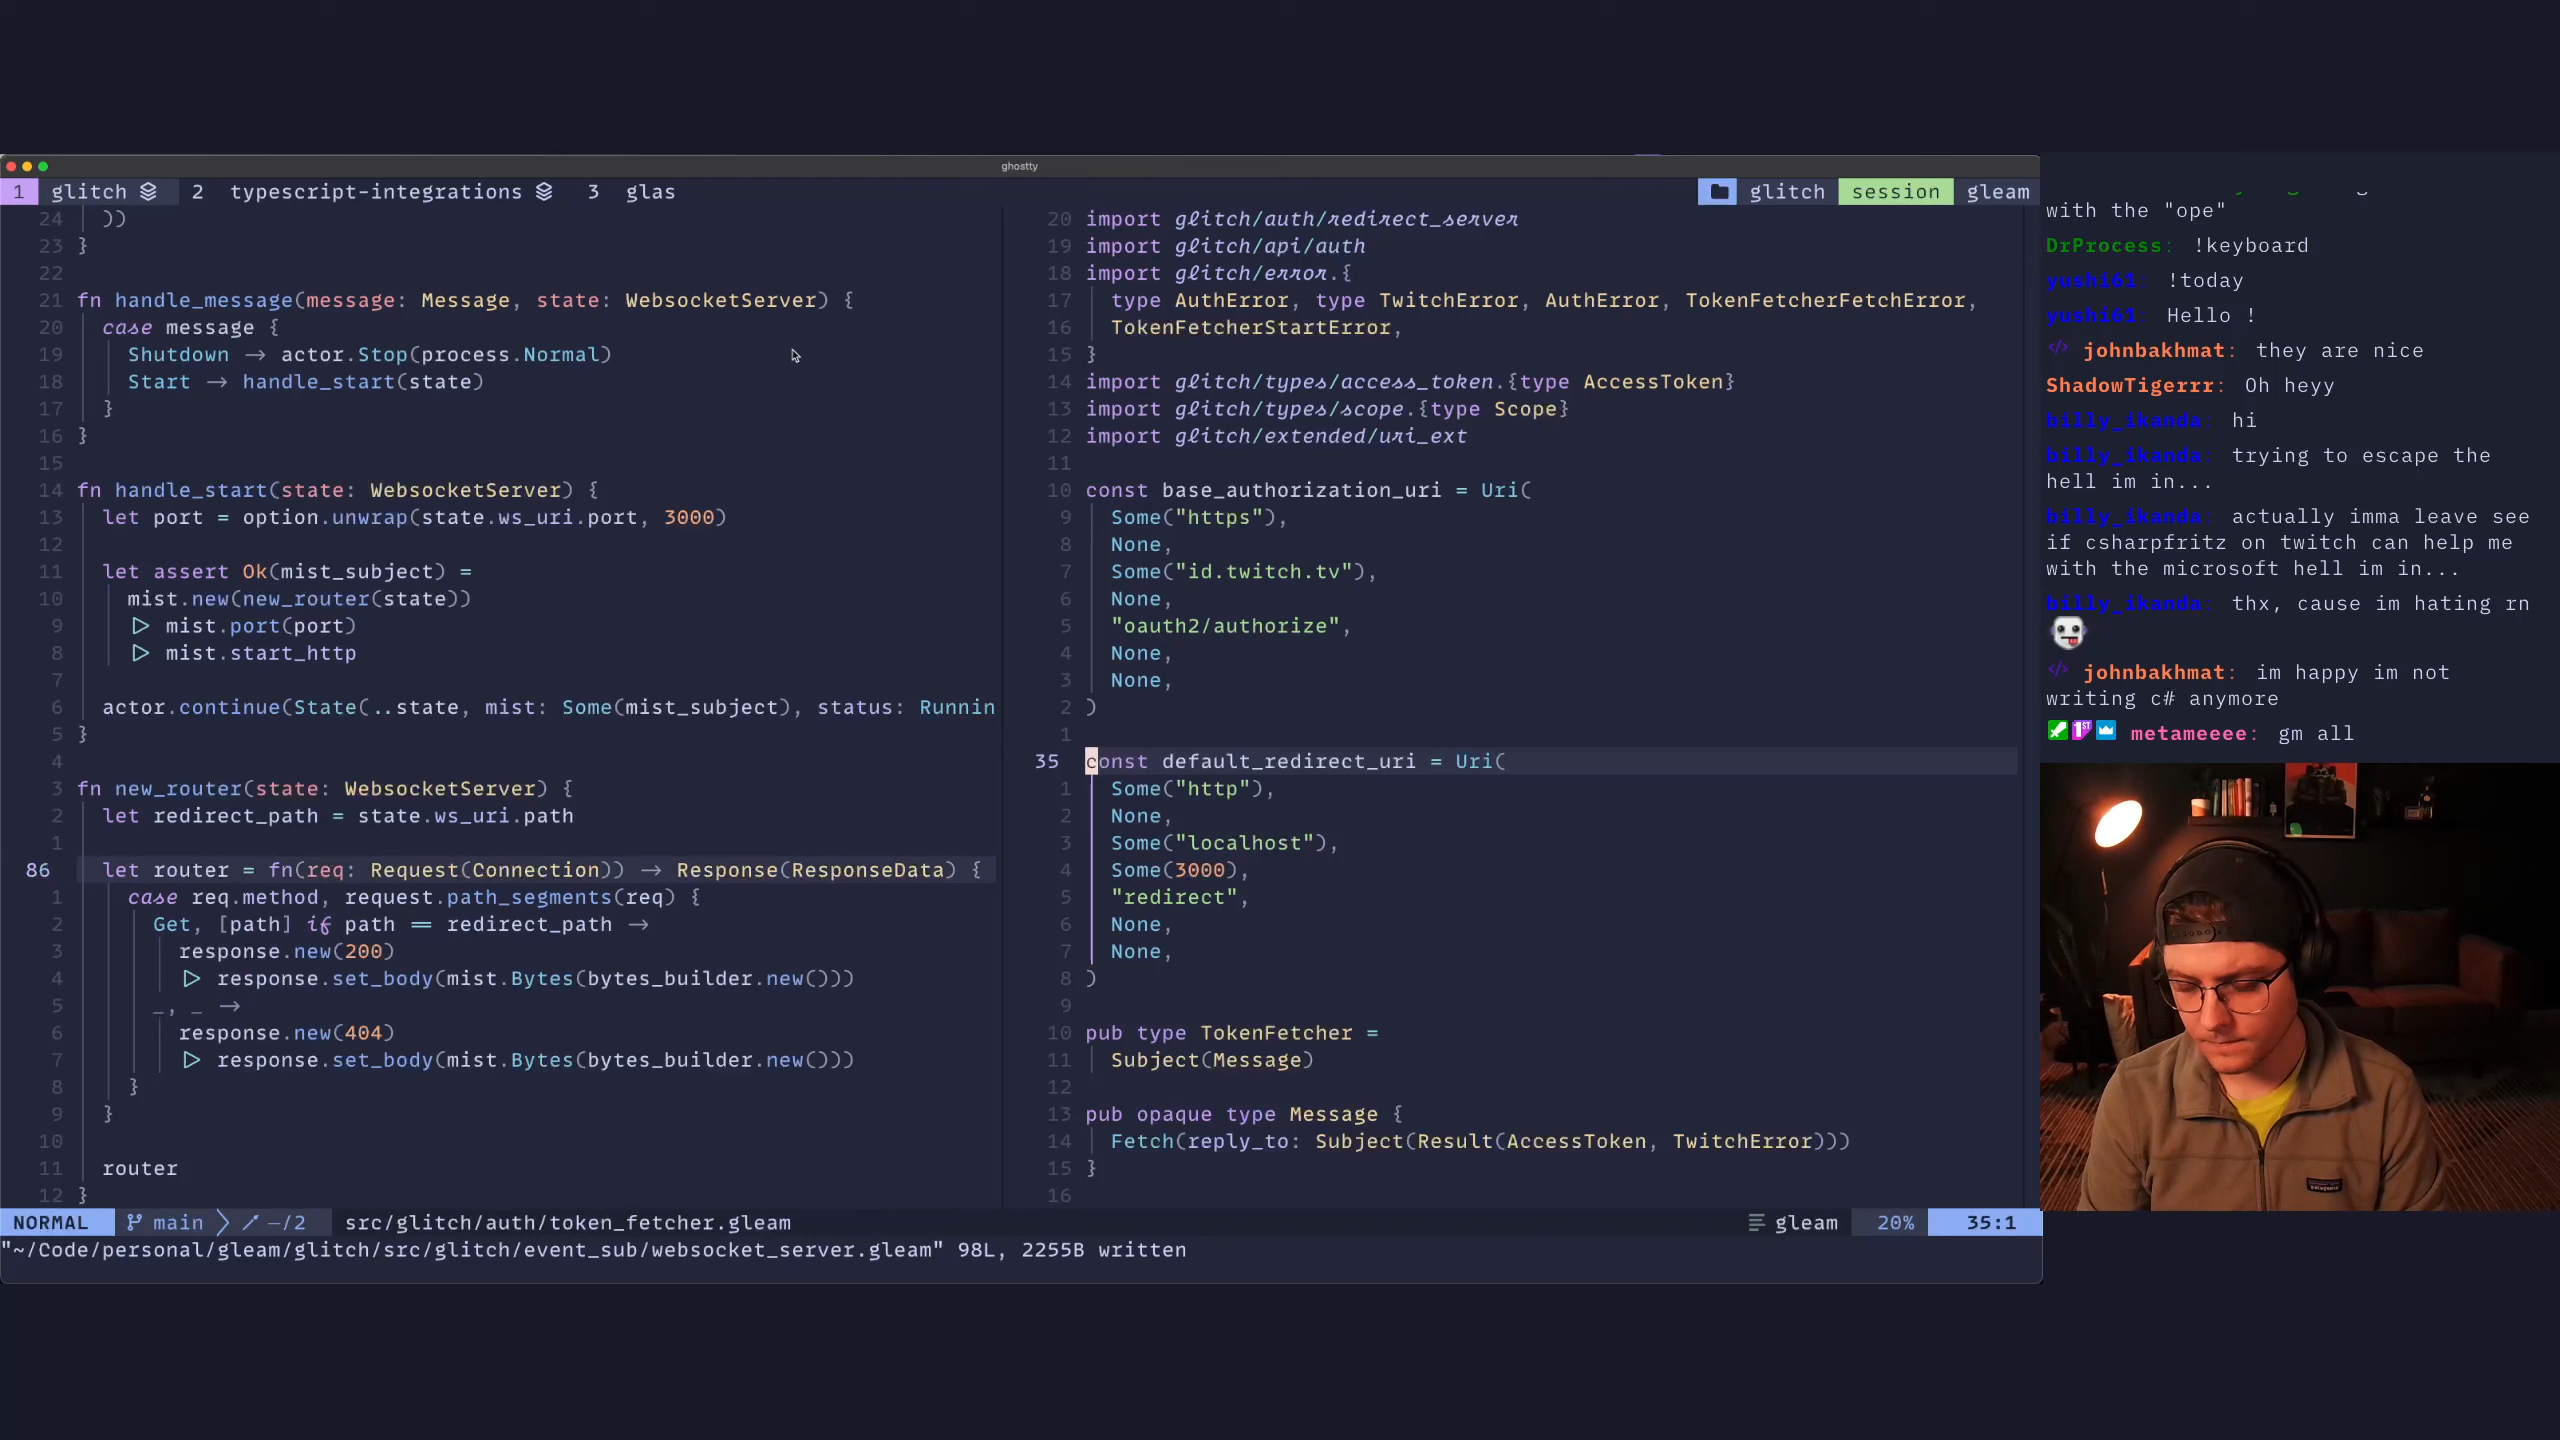 ghostty
1 glitch 2 typescript-integrations 3 glas
glitch session gleam
24 ))
23 }
22
21 fn handle_message(message: Message, state: WebsocketServer) {
20 case message {
19 Shutdown -> actor.Stop(process.Normal)
18 Start -> handle_start(state)
17 }
16 }
15
14 fn handle_start(state: WebsocketServer) {
13 let port = option.unwrap(state.ws_uri.port, 3000)
12
11 let assert Ok(mist_subject) =
10 mist.new(new_router(state))
9 |> mist.port(port)
8 |> mist.start_http
7
6 actor.continue(State(..state, mist: Some(mist_subject), status: Runnin
5 }
4
3 fn new_router(state: WebsocketServer) {
2 let redirect_path = state.ws_uri.path
1
86 let router = fn(req: Request(Connection)) -> Response(ResponseData) {
1 case req.method, request.path_segments(req) {
2 Get, [path] if path == redirect_path ->
3 response.new(200)
4 |> response.set_body(mist.Bytes(bytes_builder.new()))
5 _, _ ->
6 response.new(404)
7 |> response.set_body(mist.Bytes(bytes_builder.new()))
8 }
9 }
10
11 router
12 }
20 import glitch/auth/redirect_server
19 import glitch/api/auth
18 import glitch/error.{
17 type AuthError, type TwitchError, AuthError, TokenFetcherFetchError,
16 TokenFetcherStartError,
15 }
14 import glitch/types/access_token.{type AccessToken}
13 import glitch/types/scope.{type Scope}
12 import glitch/extended/uri_ext
11
10 const base_authorization_uri = Uri(
9 Some("https"),
8 None,
7 Some("id.twitch.tv"),
6 None,
5 "oauth2/authorize",
4 None,
3 None,
2 )
1
35 const default_redirect_uri = Uri(
1 Some("http"),
2 None,
3 Some("localhost"),
4 Some(3000),
5 "redirect",
6 None,
7 None,
8 )
9
10 pub type TokenFetcher =
11 Subject(Message)
12
13 pub opaque type Message {
14 Fetch(reply_to: Subject(Result(AccessToken, TwitchError)))
15 }
16
NORMAL main -/2 src/glitch/auth/token_fetcher.gleam gleam 20% 35:1
"~/Code/personal/gleam/glitch/src/glitch/event_sub/websocket_server.gleam" 98L, 2255B written
with the "ope"
DrProcess: !keyboard
yushi61: !today
yushi61: Hello !
johnbakhmat: they are nice
ShadowTigerrr: Oh heyy
billy_ikanda: hi
billy_ikanda: trying to escape the
hell im in...
billy_ikanda: actually imma leave see
if csharpfritz on twitch can help me
with the microsoft hell im in...
billy_ikanda: thx, cause im hating rn
johnbakhmat: im happy im not
writing c# anymore
1ST metameeee: gm all